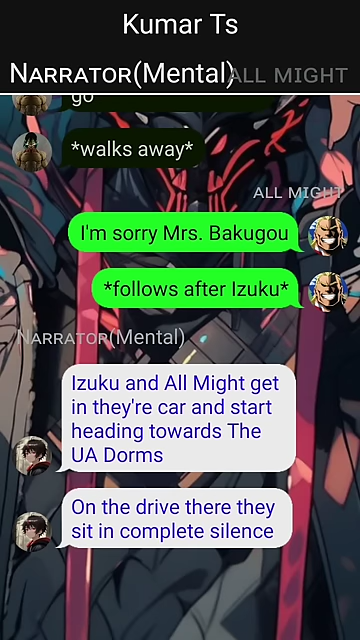 Kumar Ts
Narrator(Mental) ALL MIGHT
go
*walks away*
ALL MIGHT
I'm sorry Mrs. Bakugou
*follows after Izuku*
Narrator(Mental)
Izuku and All Might get
in they're car and start
heading towards The
UA Dorms
On the drive there they
sit in complete silence